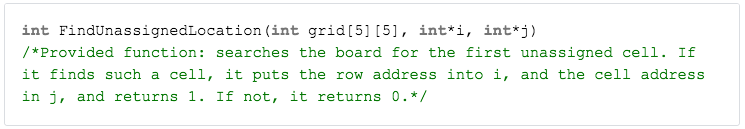 int FindUnassignedLocation(int grid[5][5], int*i, int*j)
/*Provided function: searches the board for the first unassigned cell. If
it finds such a cell, it puts the row address into i, and the cell address
in j, and returns 1. If not, it returns 0.*/